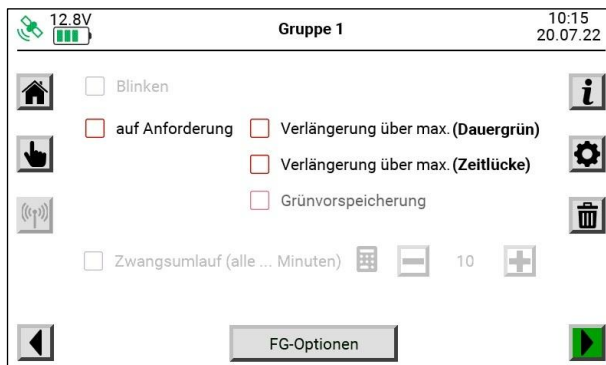 12.8V
Gruppe 1
10:15
20.07.22
Blinken
auf Anforderung
Verlängerung über max. (Dauergrün)
Verlängerung über max. (Zeitlücke)
Grünvorspeicherung
Zwangsumlauf (alle ... Minuten)
10
FG-Optionen